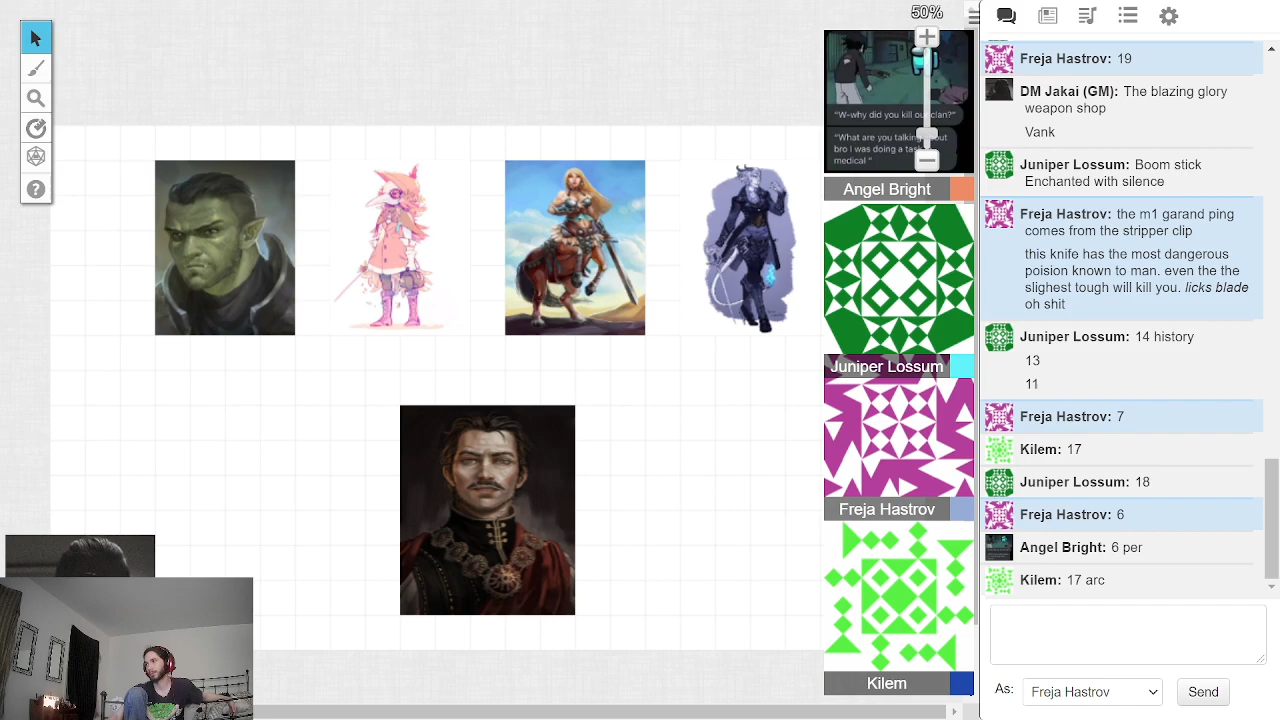 50%
"W-why did you kill our clan?"
"What are you talking about
bro I was doing a task
medical "
Angel Bright
Juniper Lossum
Freja Hastrov
Kilem
Freja Hastrov: 19
DM Jakai (GM): The blazing glory
weapon shop
Vank
Juniper Lossum: Boom stick
Enchanted with silence
Freja Hastrov: the m1 garand ping
comes from the stripper clip
this knife has the most dangerous
polsion known to man. even the the
slighest tough will kill you. licks blade
oh shit
Juniper Lossum: 14 history
13
11
Freja Hastrov: 7
Kilem: 17
Juniper Lossum: 18
Freja Hastrov: 6
Angel Bright: 6 per
Kilem: 17 arc
As: Freja Hastrov Send